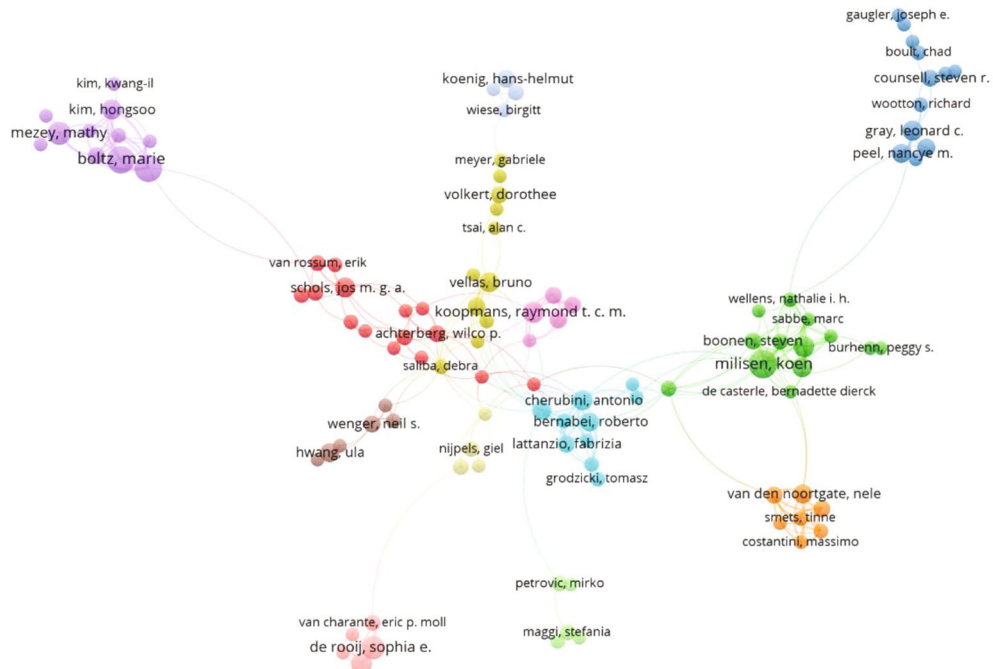 gaugler, joseph e.
boult, chad
koenig, hans-helmut
counsell, steven r.
kim, kwang-il
wootton, richard
kim, hongsoo
wiese, birgitt
mezey, mathy
gray, leonard c.
boltz, marie
peel, nancye m.
meyer, gabriele
volkert, dorothee
tsai, alan c.
van rossum, erik
vellas, bruno
schols, jos m. g. a.
wellens, nathalie i. h.
koopmans, raymond t. c. m.
sabbe, marc
achterberg, wilco p.
boonen, steven
burhenn, peggy s.
saliba, debra
milisen, koen
de casterle, bernadette dierck
cherubini, antonio
wenger, neil s.
bernabei, roberto
nijpels, giel
lattanzio, fabrizia
hwang, ula
grodzicki, tomasz
van den noortgate, nele
smets, tinne
costantini, massimo
petrovic, mirko
van charante, eric p. moll
maggi, stefania
de rooij, sophia e.